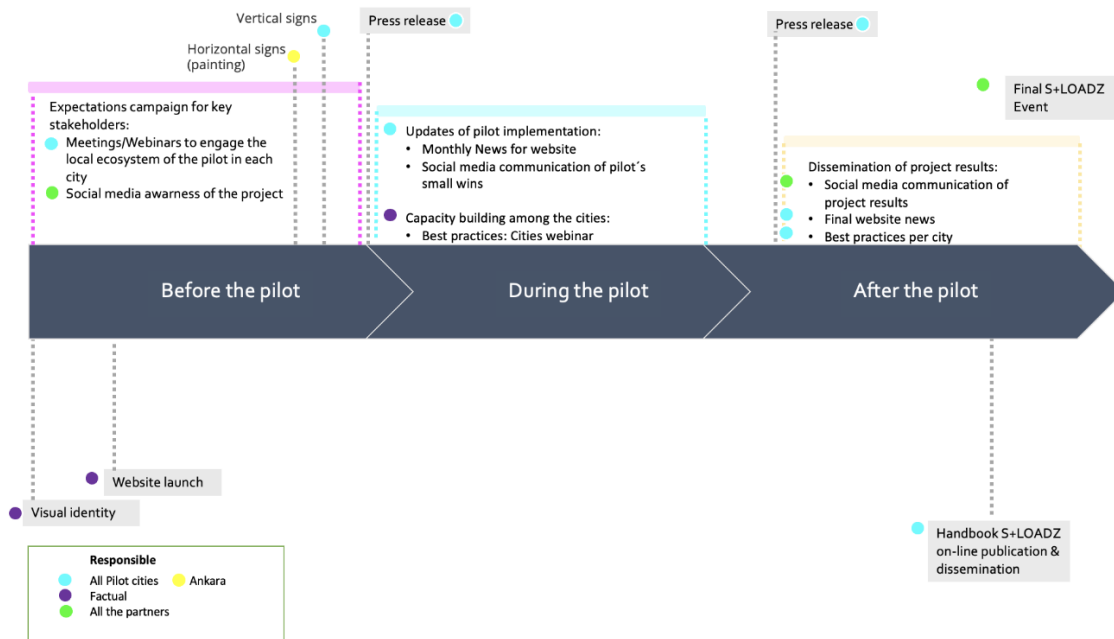 Vertical signs
Press release
Press release
Horizontal signs
(painting)
Final S+LOADZ
Event
Expectations campaign for key
stakeholders:
Meetings/Webinars to engage the
local ecosystem of the pilot in each
city
Social media awarness of the project
Updates of pilot implementation:
• Monthly News for website
• Social media communication of pilot´s
small wins
Capacity building among the cities:
• Best practices: Cities webinar
Dissemination of project results:
• Social media communication of
project results
• Final website news
• Best practices per city
Before the pilot
During the pilot
After the pilot
Website launch
Visual identity
Handbook S+LOADZ
on-line publication &
dissemination
Responsible
All Pilot cities
Ankara
Factual
All the partners